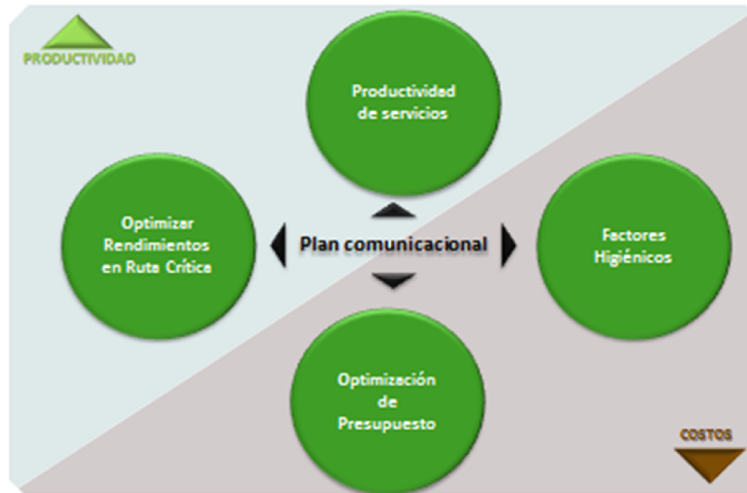 PRODUCTIVIDAD
Productividad
de servicios
Optimizar
Rendimientos
en Ruta Crítica
Plan comunicacional
Factores
Higiénicos
Optimización
de
Presupuesto
COSTOS